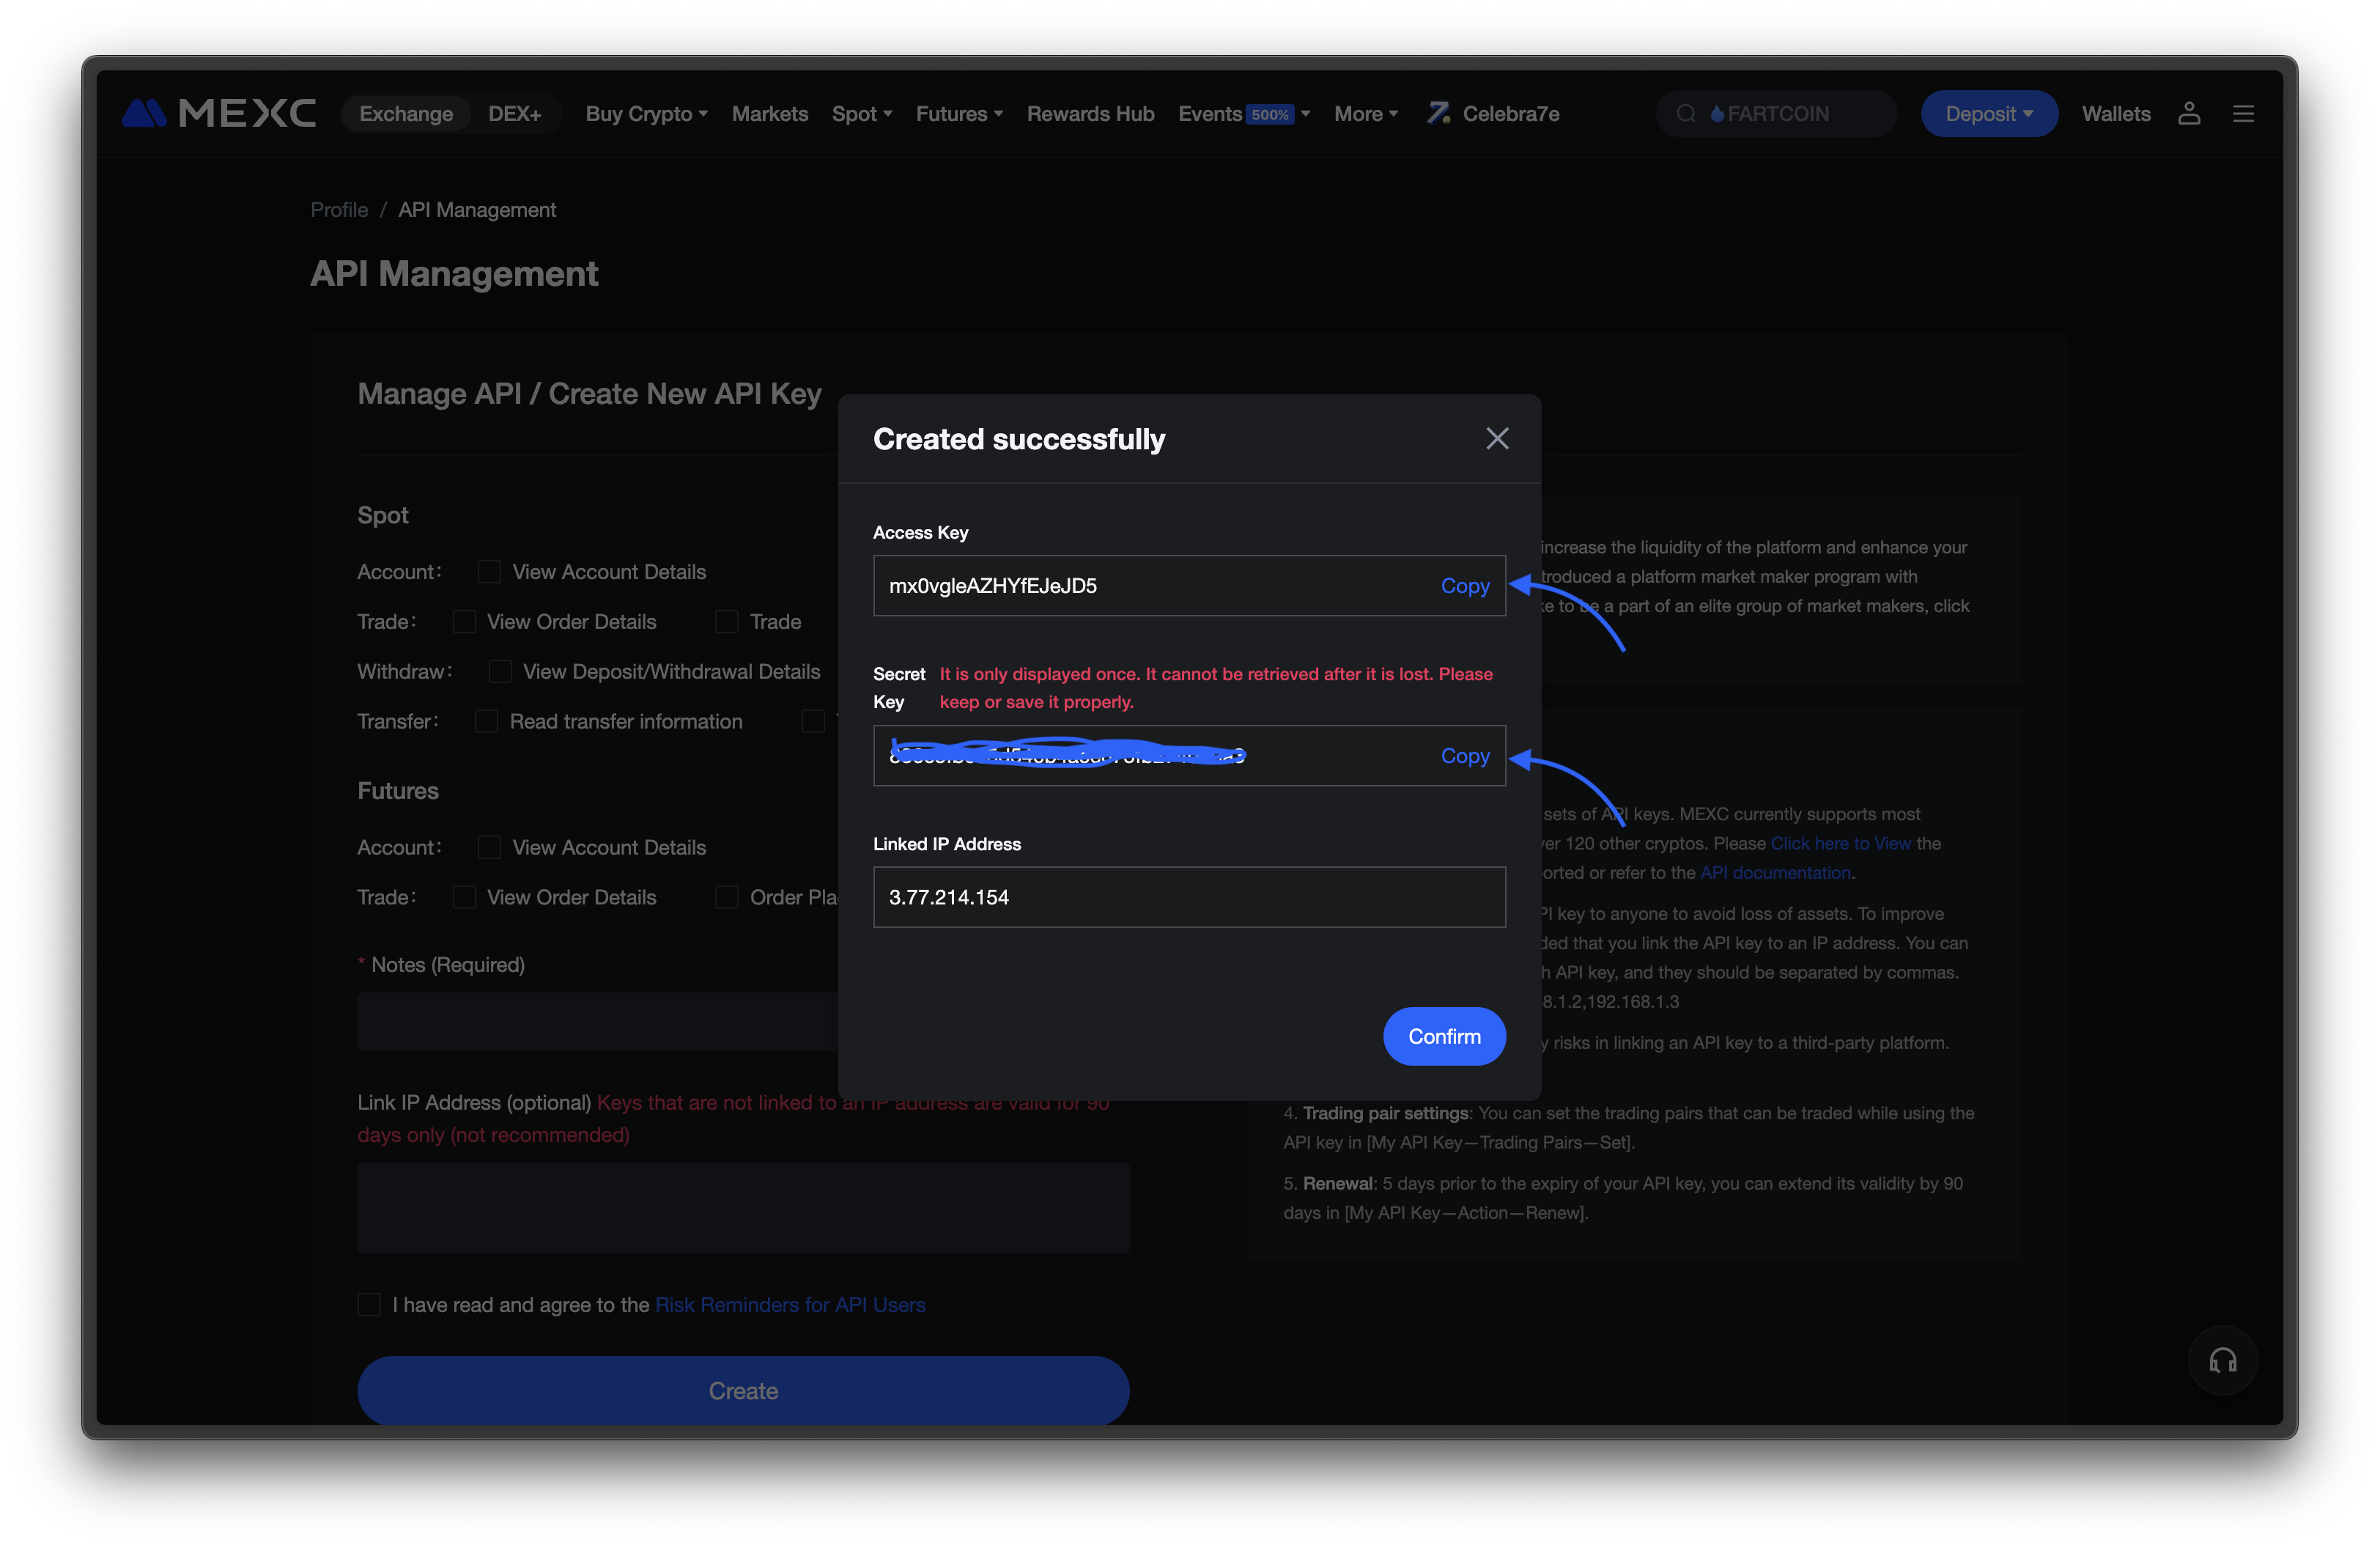 MEXC Exchange DEX+ Buy Crypto Markets Spot Futures Rewards Hub Events 500% More Celebra7e FARTCOIN Deposit Wallets
Profile / API Management
API Management
Manage API / Create New API Key
Spot
Account: View Account Details
Trade: View Order Details Trade
Withdraw: View Deposit/Withdrawal Details
Transfer: Read transfer information
Futures
Account: View Account Details
Trade: View Order Details Order
* Notes (Required)
Link IP Address (optional) Keys that are not linked to an IP address are valid for 90
days only (not recommended)
I have read and agree to the Risk Reminders for API Users
Create
Created successfully
Access Key
mx0vgleAZHYfEJeJD5 Copy
Secret Key
It is only displayed once. It cannot be retrieved after it is lost. Please
keep or save it properly.
Copy
Linked IP Address
3.77.214.154
Confirm
increase the liquidity of the platform and enhance your
troduced a platform market maker program with
to be a part of an elite group of market makers, click
sets of API keys. MEXC currently supports most
120 other cryptos. Please Click here to View the
orted or refer to the API documentation.
key to anyone to avoid loss of assets. To improve
ded that you link the API key to an IP address. You can
API key, and they should be separated by commas.
8.1.2,192.168.1.3
risks in linking an API key to a third-party platform.
4. Trading pair settings: You can set the trading pairs that can be traded while using the
API key in [My API Key—Trading Pairs—Set].
5. Renewal: 5 days prior to the expiry of your API key, you can extend its validity by 90
days in [My API Key—Action—Renew].